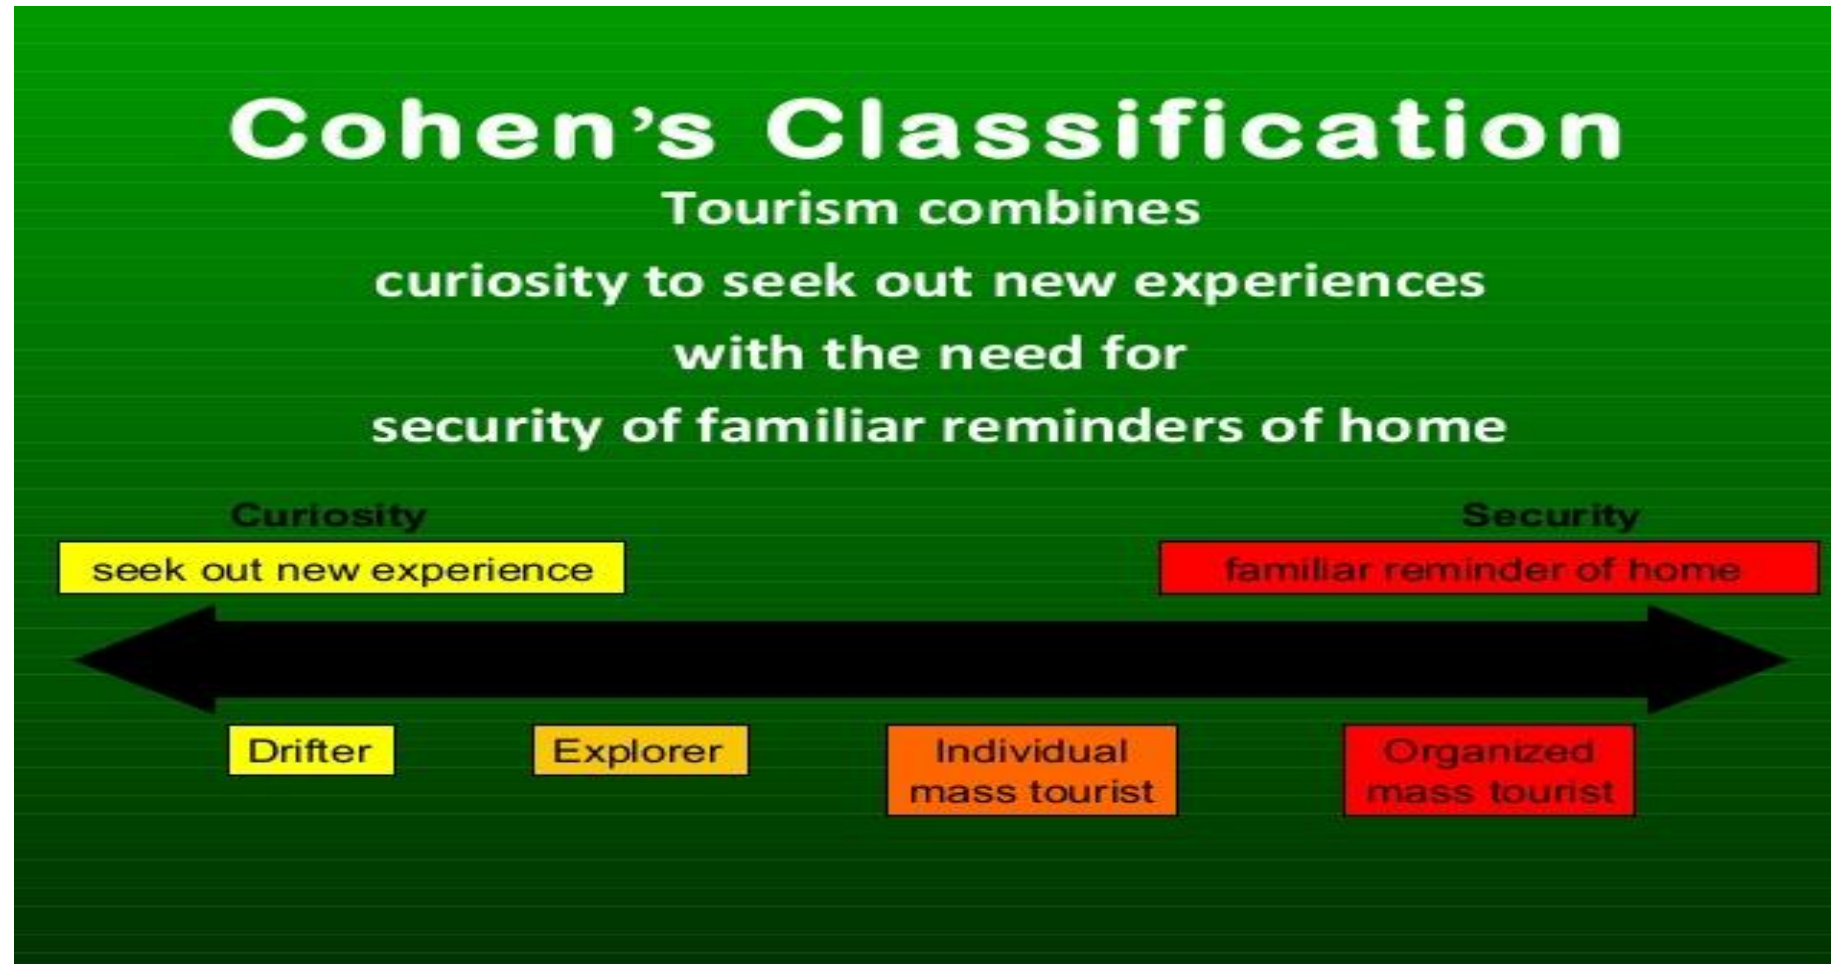 Cohen’s Classification
Tourism combines
curiosity to seek out new experiences
with the need for
security of familiar reminders of home
Curiosity
Security
seek out new experience
familiar reminder of home
Drifter
Explorer
Individual
mass tourist
Organized
mass tourist